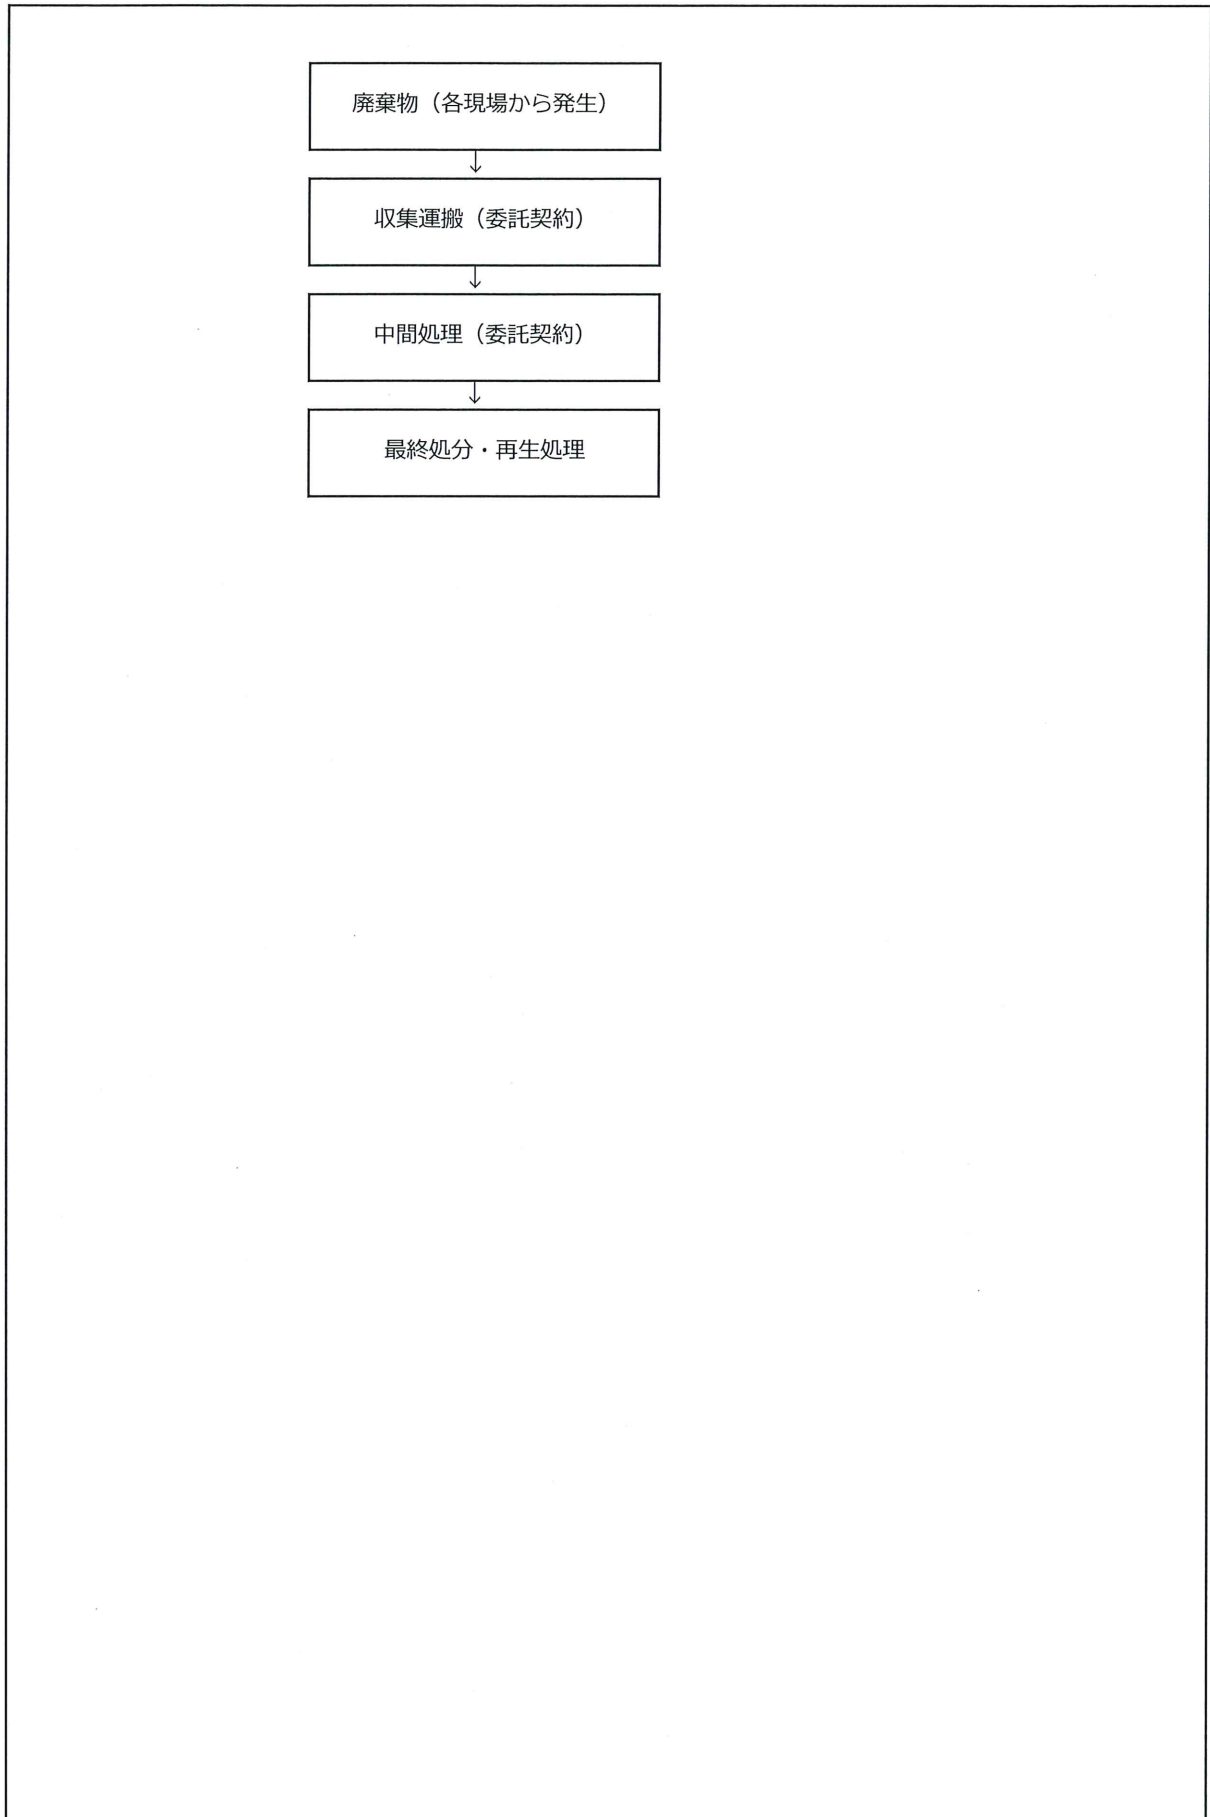 廃棄物（各現場から発生）
収集運搬（委託契約）
中間処理（委託契約）
最終処分・再生処理